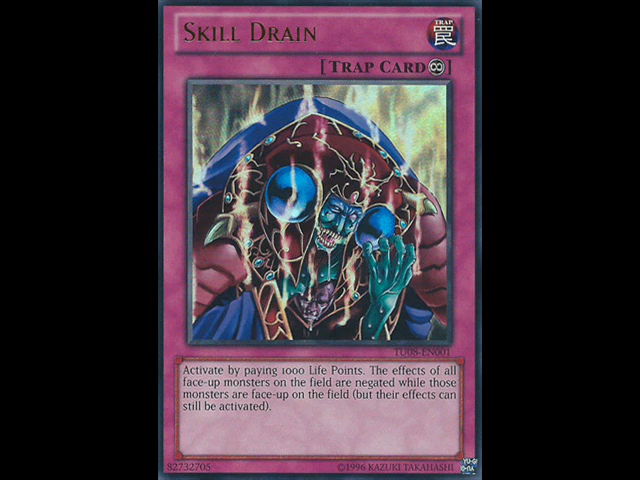 SKILL DRAIN
TRAP
罠
[TRAP CARD]
TU08-EN001
Activate by paying 1000 Life Points. The effects of all
face-up monsters on the field are negated while those
monsters are face-up on the field (but their effects can
still be activated).
82732705
©1996 KAZUKI TAKAHASHI